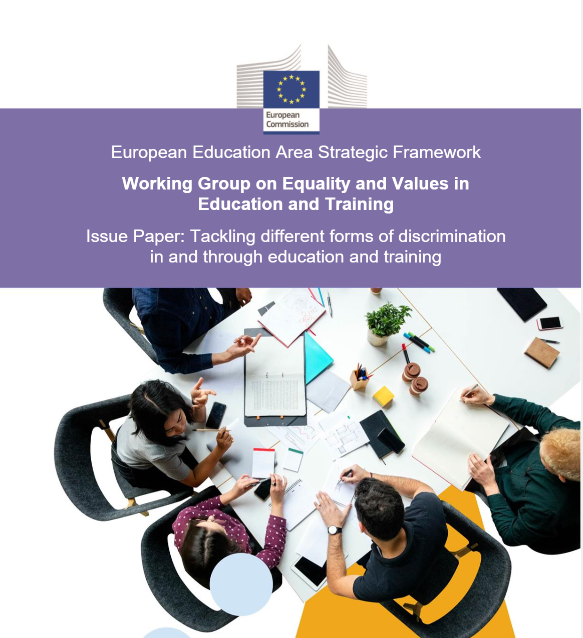 European
Commission
European Education Area Strategic Framework
Working Group on Equality and Values in
Education and Training
Issue Paper: Tackling different forms of discrimination
in and through education and training